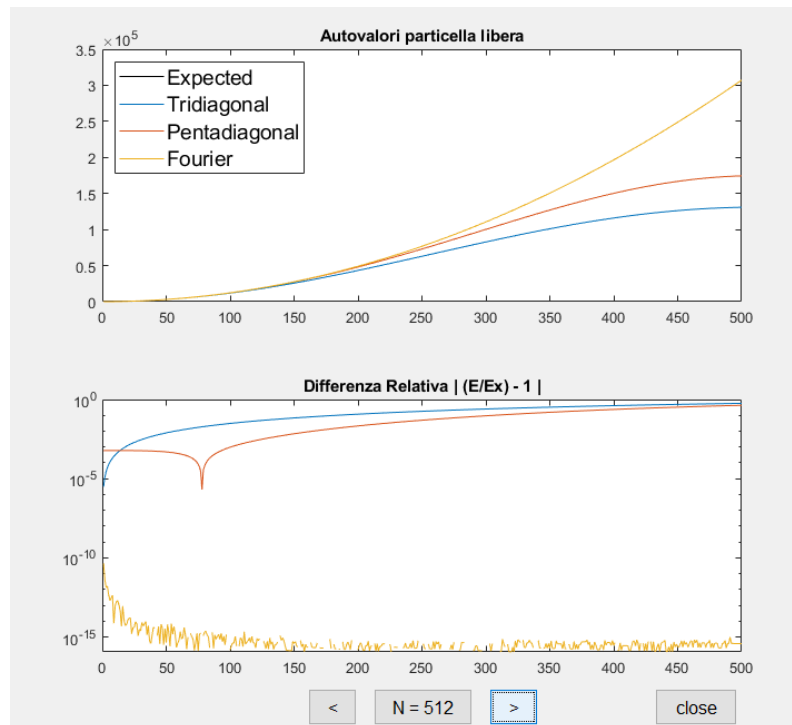 Autovalori particella libera
×10^5
3.5
3
2.5
2
1.5
1
0.5
0
Expected
Tridiagonal
Pentadiagonal
Fourier
0 50 100 150 200 250 300 350 400 450 500
Differenza Relativa | (E/Ex) - 1 |
10^0
10^-5
10^-10
10^-15
0 50 100 150 200 250 300 350 400 450 500
< N = 512 > close